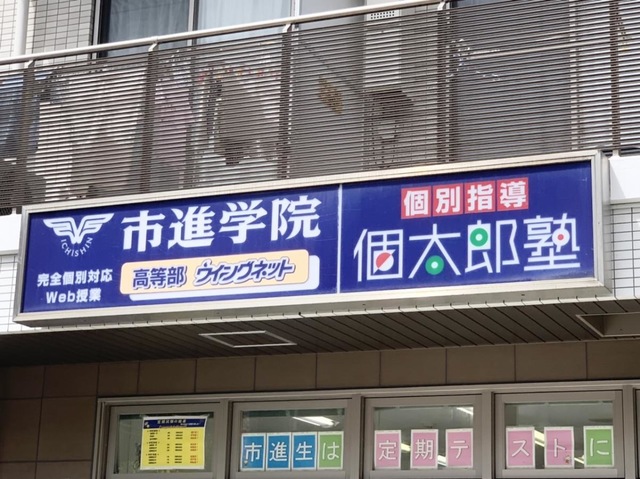 ICHISHIN
市進学院
完全個別対応
Web授業
高等部 ウイングネット
個別指導
個太郎塾
市進生は定期テストに